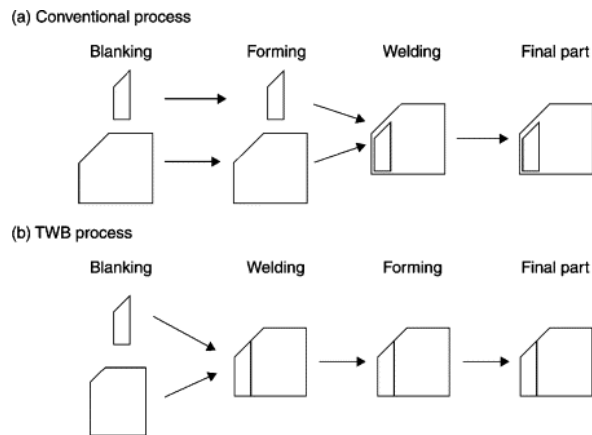 (a) Conventional process
Blanking Forming Welding Final part
(b) TWB process
Blanking Welding Forming Final part